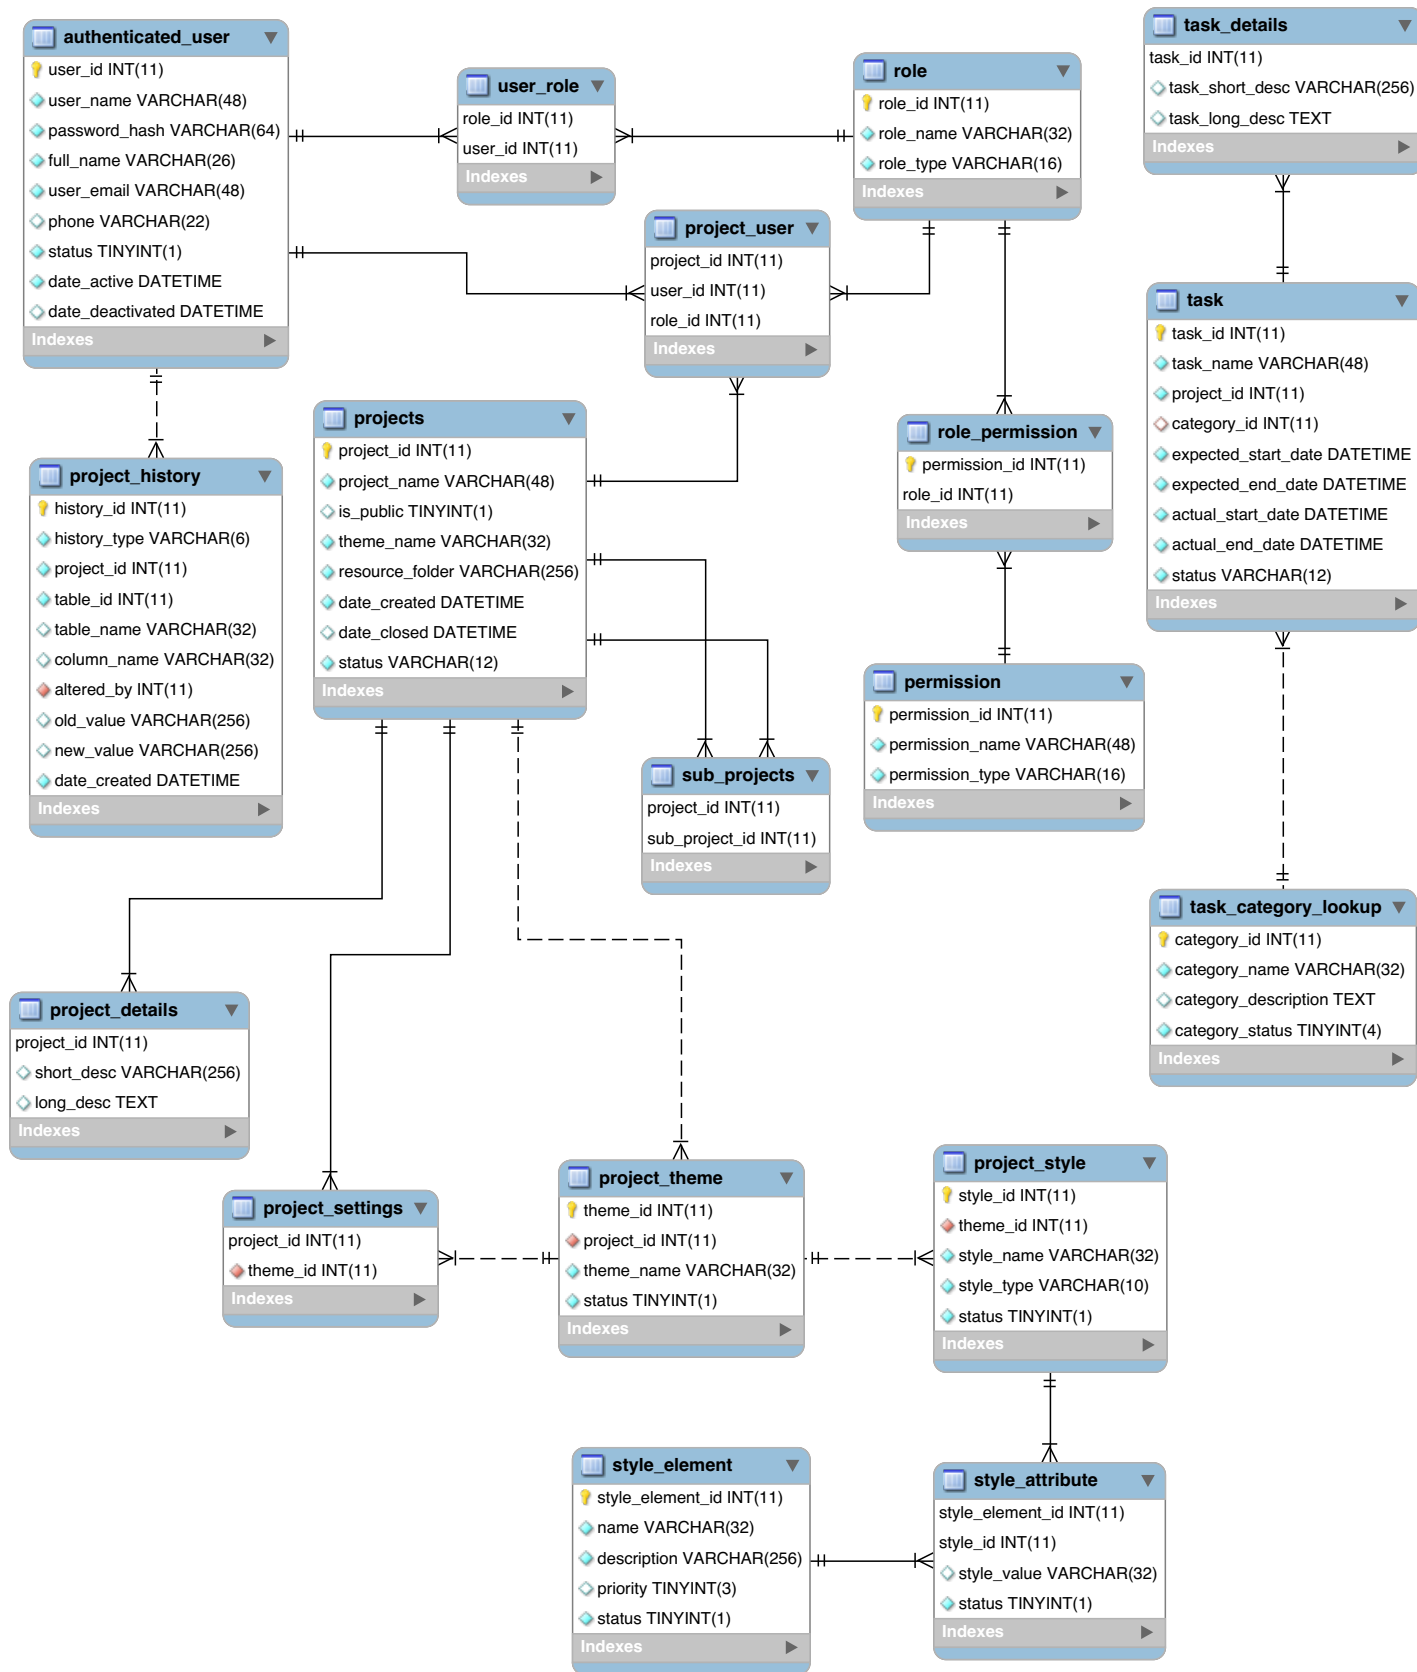 authenticated_user
user_id INT(11)
user_name VARCHAR(48)
password_hash VARCHAR(64)
full_name VARCHAR(26)
user_email VARCHAR(48)
phone VARCHAR(22)
status TINYINT(1)
date_active DATETIME
date_deactivated DATETIME
Indexes
user_role
role_id INT(11)
user_id INT(11)
Indexes
role
role_id INT(11)
role_name VARCHAR(32)
role_type VARCHAR(16)
Indexes
task_details
task_id INT(11)
task_short_desc VARCHAR(256)
task_long_desc TEXT
Indexes
project_user
project_id INT(11)
user_id INT(11)
role_id INT(11)
Indexes
task
task_id INT(11)
task_name VARCHAR(48)
project_id INT(11)
category_id INT(11)
expected_start_date DATETIME
expected_end_date DATETIME
actual_start_date DATETIME
actual_end_date DATETIME
status VARCHAR(12)
Indexes
projects
project_id INT(11)
project_name VARCHAR(48)
is_public TINYINT(1)
theme_name VARCHAR(32)
resource_folder VARCHAR(256)
date_created DATETIME
date_closed DATETIME
status VARCHAR(12)
Indexes
role_permission
permission_id INT(11)
role_id INT(11)
Indexes
project_history
history_id INT(11)
history_type VARCHAR(6)
project_id INT(11)
table_id INT(11)
table_name VARCHAR(32)
column_name VARCHAR(32)
altered_by INT(11)
old_value VARCHAR(256)
new_value VARCHAR(256)
date_created DATETIME
Indexes
permission
permission_id INT(11)
permission_name VARCHAR(48)
permission_type VARCHAR(16)
Indexes
sub_projects
project_id INT(11)
sub_project_id INT(11)
Indexes
task_category_lookup
category_id INT(11)
category_name VARCHAR(32)
category_description TEXT
category_status TINYINT(4)
Indexes
project_details
project_id INT(11)
short_desc VARCHAR(256)
long_desc TEXT
Indexes
project_settings
project_id INT(11)
theme_id INT(11)
Indexes
project_theme
theme_id INT(11)
project_id INT(11)
theme_name VARCHAR(32)
status TINYINT(1)
Indexes
project_style
style_id INT(11)
theme_id INT(11)
style_name VARCHAR(32)
style_type VARCHAR(10)
status TINYINT(1)
Indexes
style_element
style_element_id INT(11)
name VARCHAR(32)
description VARCHAR(256)
priority TINYINT(3)
status TINYINT(1)
Indexes
style_attribute
style_element_id INT(11)
style_id INT(11)
style_value VARCHAR(32)
status TINYINT(1)
Indexes